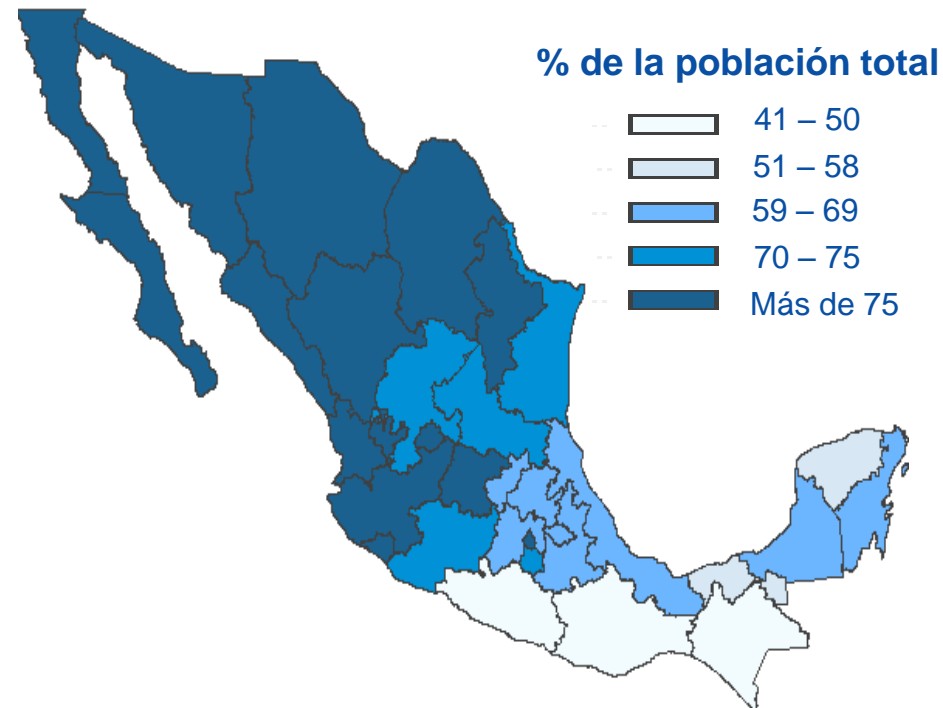 % de la población total
41 – 50
51 – 58
59 – 69
70 – 75
Más de 75